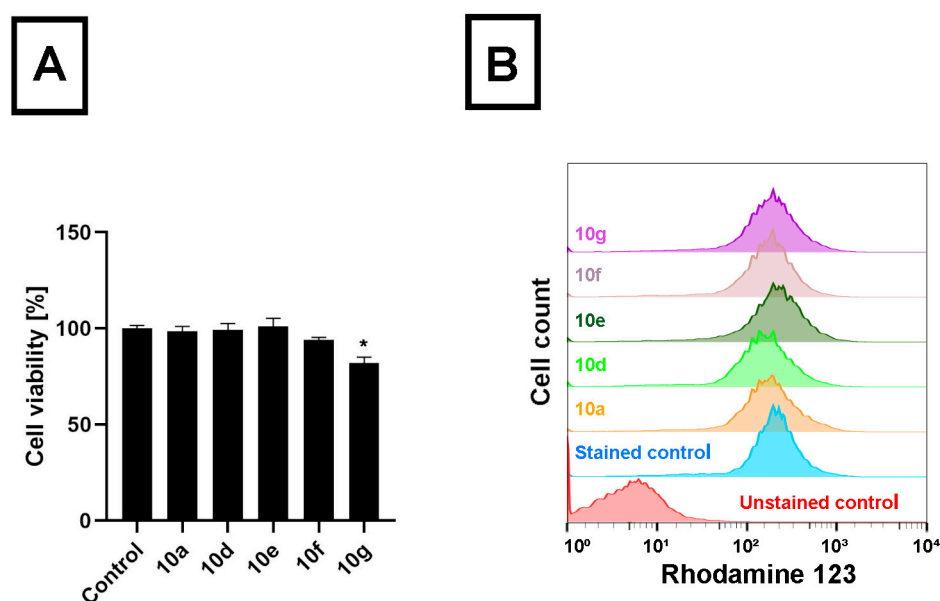 A
B
Cell viability [%]
150
100
50
0
*
Control
10a
10d
10e
10f
10g
Cell count
10g
10f
10e
10d
10a
Stained control
Unstained control
10⁰
10¹
10²
10³
10⁴
Rhodamine 123